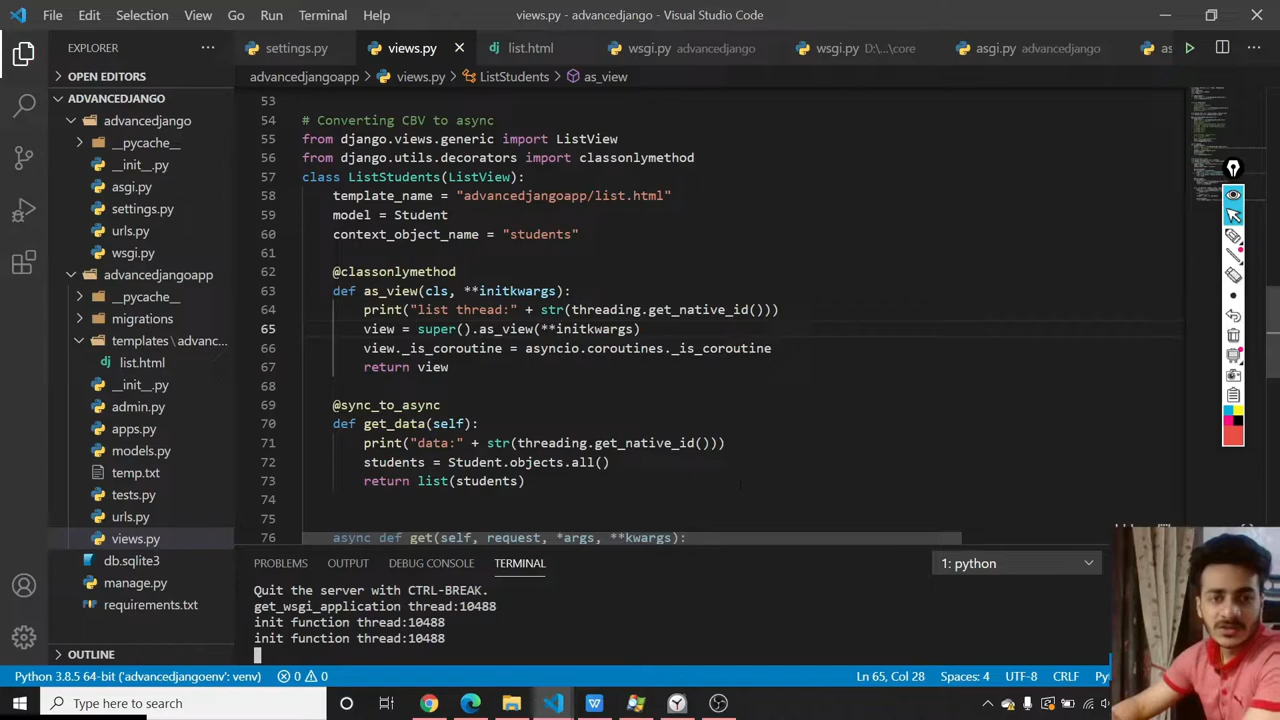 File Edit Selection View Go Run Terminal Help views.py - advancedjango - Visual Studio Code
EXPLORER
OPEN EDITORS
ADVANCEDJANGO
advancedjango
__pycache__
__init__.py
asgi.py
settings.py
urls.py
wsgi.py
advancedjangoapp
__pycache__
migrations
templates \ advanc...
list.html
__init__.py
admin.py
apps.py
models.py
temp.txt
tests.py
urls.py
views.py
db.sqlite3
manage.py
requirements.txt
OUTLINE
settings.py views.py list.html wsgi.py advancedjango wsgi.py D:\...\core asgi.py advancedjango as
advancedjangoapp > views.py > ListStudents > as_view
53
54 # Converting CBV to async
55 from django.views.generic import ListView
56 from django.utils.decorators import classonlymethod
57 class ListStudents(ListView):
58 template_name = "advancedjangoapp/list.html"
59 model = Student
60 context_object_name = "students"
61
62 @classonlymethod
63 def as_view(cls, **initkwargs):
64 print("list thread:" + str(threading.get_native_id()))
65 view = super().as_view(**initkwargs)
66 view._is_coroutine = asyncio.coroutines._is_coroutine
67 return view
68
69 @sync_to_async
70 def get_data(self):
71 print("data:" + str(threading.get_native_id()))
72 students = Student.objects.all()
73 return list(students)
74
75
76 async def get(self, request, *args, **kwargs):
PROBLEMS OUTPUT DEBUG CONSOLE TERMINAL 1: python
Quit the server with CTRL-BREAK.
get_wsgi_application thread:10488
init function thread:10488
init function thread:10488
Python 3.8.5 64-bit ('advancedjangoenv': venv) 0 0 Ln 65, Col 28 Spaces: 4 UTF-8 CRLF
Type here to search